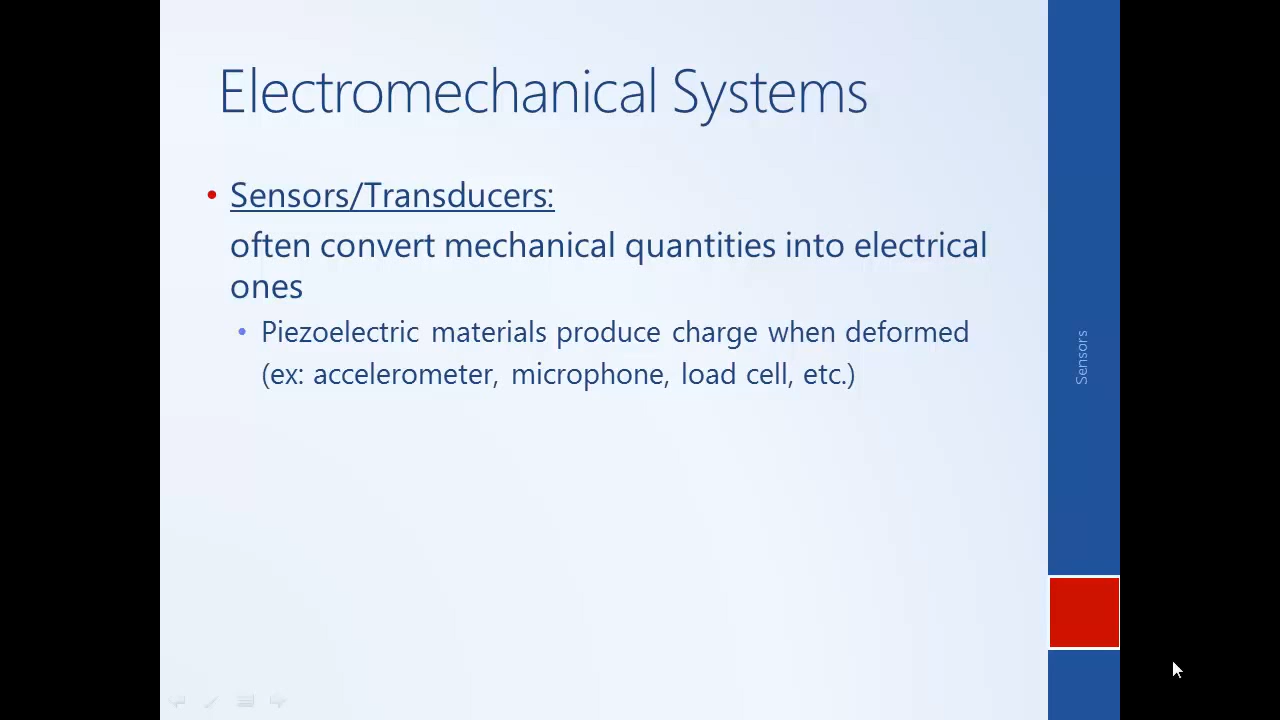 Electromechanical Systems
• Sensors/Transducers:
often convert mechanical quantities into electrical
ones
• Piezoelectric materials produce charge when deformed
(ex: accelerometer, microphone, load cell, etc.)
Sensors